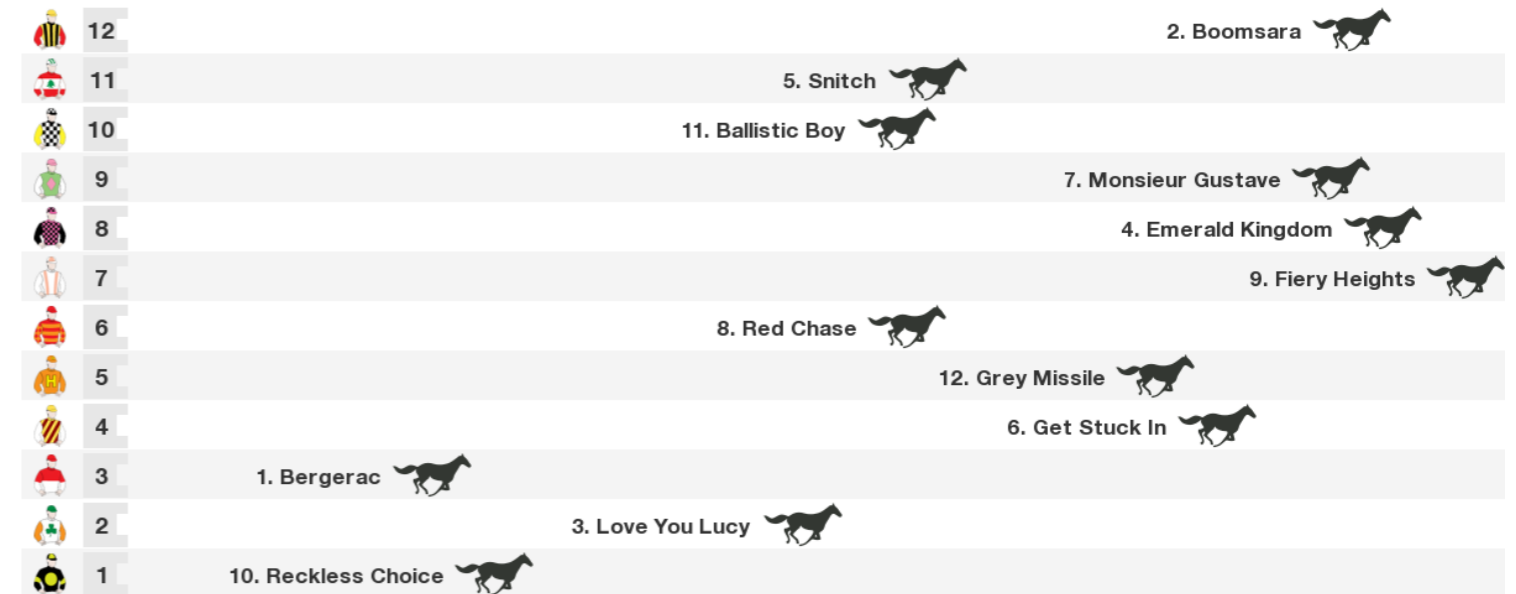 12 2. Boomsara
11 5. Snitch
10 11. Ballistic Boy
9 7. Monsieur Gustave
8 4. Emerald Kingdom
7 9. Fiery Heights
6 8. Red Chase
H 5 12. Grey Missile
4 6. Get Stuck In
3 1. Bergerac
2 3. Love You Lucy
1 10. Reckless Choice